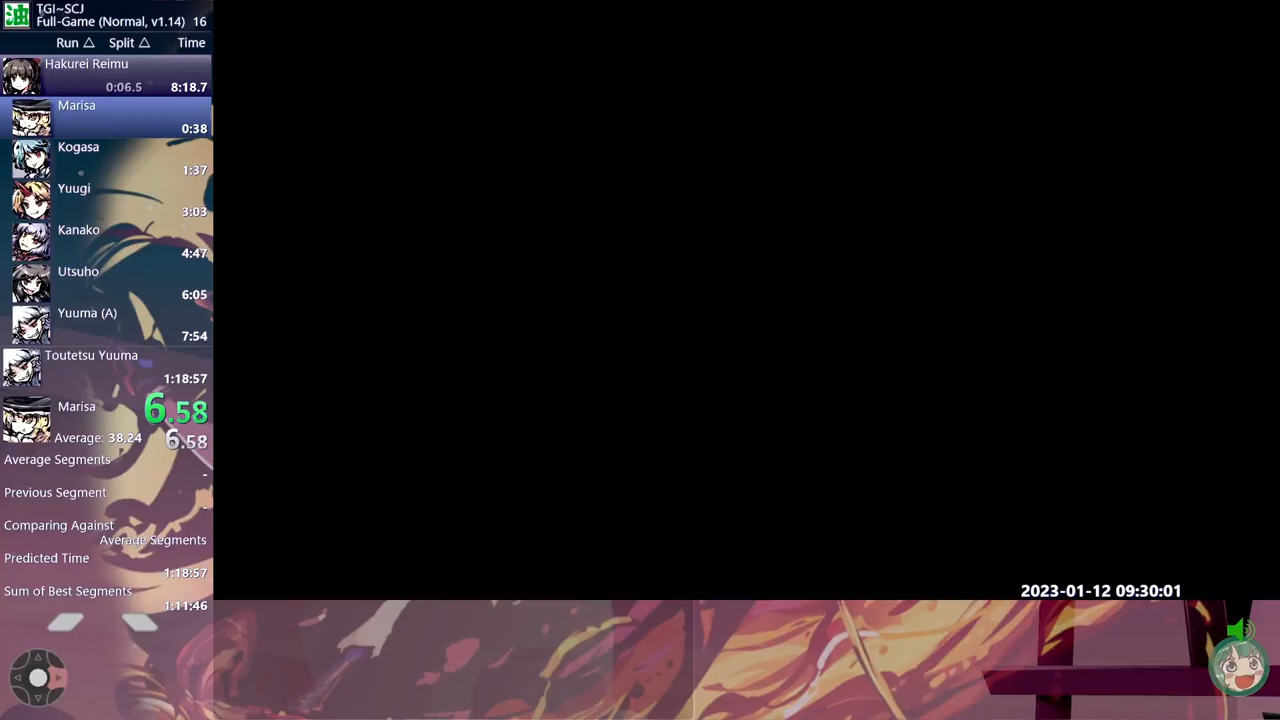 油
TGI~SCJ
Full-Game (Normal, v1.14) 16
Run △ Split △ Time
Hakurei Reimu
0:06.5 8:18.7
Marisa
0:38
Kogasa
1:37
Yuugi
3:03
Kanako
4:47
Utsuho
6:05
Yuuma (A)
7:54
Toutetsu Yuuma
1:18:57
Marisa 6.58
Average: 38.24 6.58
Average Segments
-
Previous Segment
-
Comparing Against
Average Segments
Predicted Time
1:18:57
Sum of Best Segments
1:11:46
2023-01-12 09:30:01